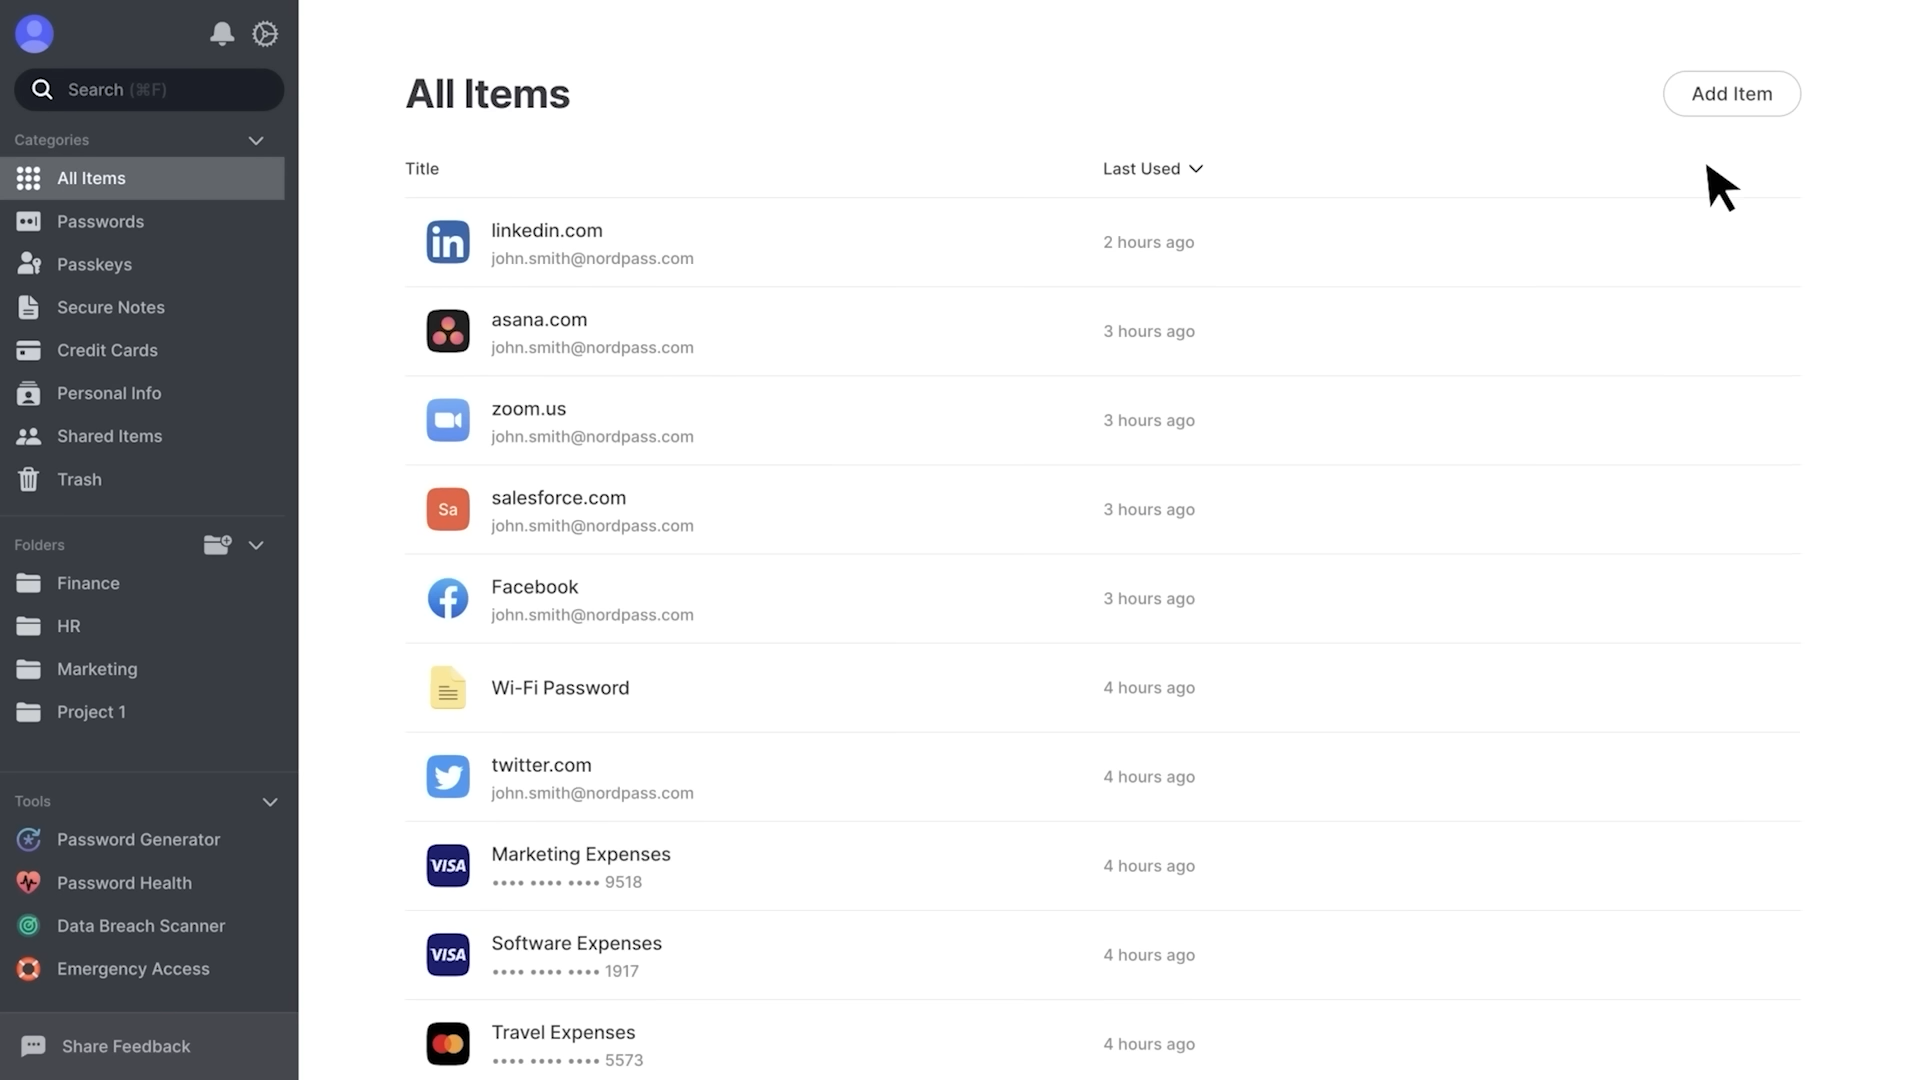 Search (⌘F)
Categories
All Items
Passwords
Passkeys
Secure Notes
Credit Cards
Personal Info
Shared Items
Trash
Folders
Finance
HR
Marketing
Project 1
Tools
Password Generator
Password Health
Data Breach Scanner
Emergency Access
Share Feedback
All Items
Add Item
Title Last Used
in linkedin.com
john.smith@nordpass.com
2 hours ago
asana.com
john.smith@nordpass.com
3 hours ago
zoom.us
john.smith@nordpass.com
3 hours ago
Sa salesforce.com
john.smith@nordpass.com
3 hours ago
f Facebook
john.smith@nordpass.com
3 hours ago
Wi-Fi Password
4 hours ago
twitter.com
john.smith@nordpass.com
4 hours ago
VISA Marketing Expenses
•••• •••• •••• 9518
4 hours ago
VISA Software Expenses
•••• •••• •••• 1917
4 hours ago
Travel Expenses
•••• •••• •••• 5573
4 hours ago